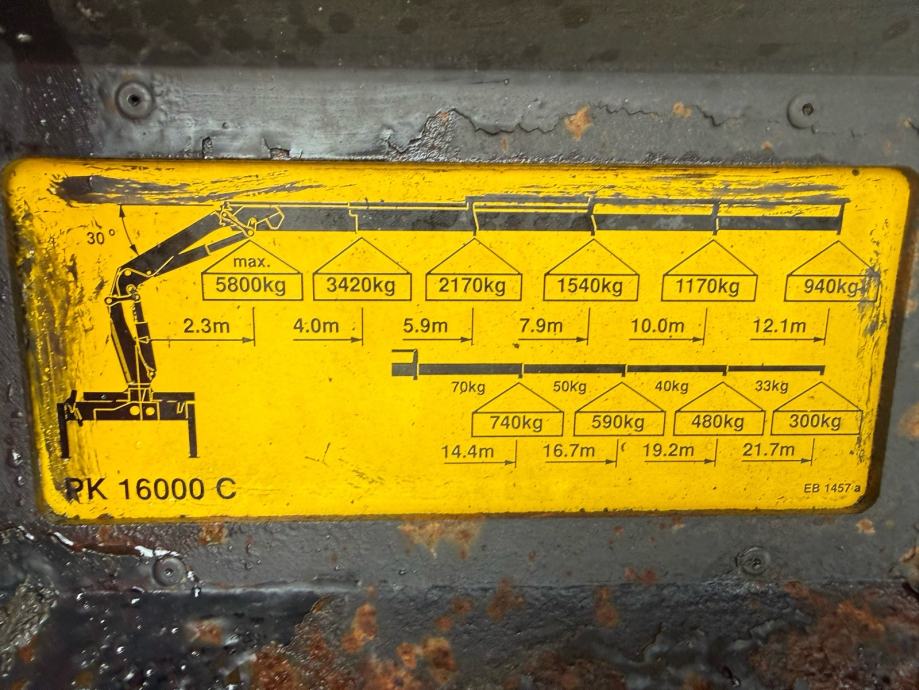 30°
max.
5800kg 3420kg 2170kg 1540kg 1170kg 940kg
2.3m 4.0m 5.9m 7.9m 10.0m 12.1m
70kg 50kg 40kg 33kg
740kg 590kg 480kg 300kg
14.4m 16.7m 19.2m 21.7m
PK 16000 C
EB 1457 a